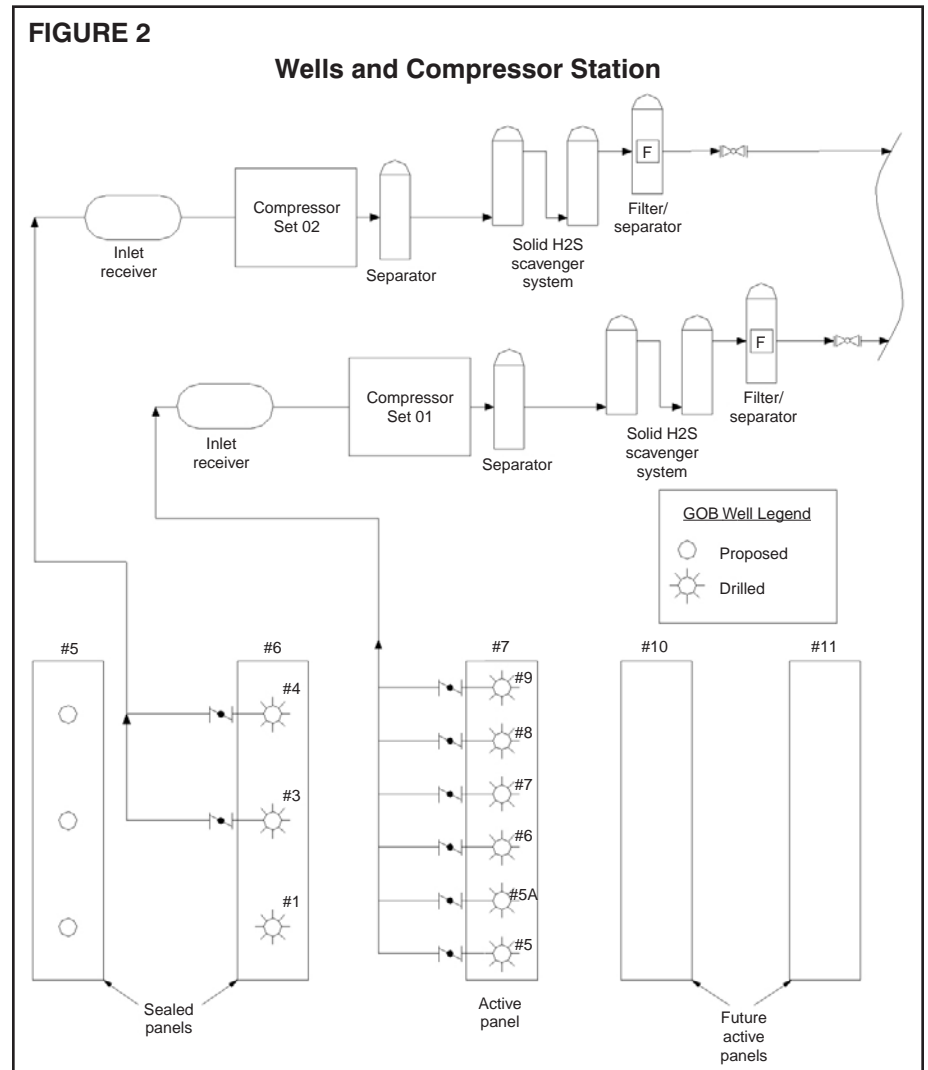 FIGURE 2
Wells and Compressor Station
F
Compressor
Set 02
Filter/
separator
Inlet
receiver
Solid H2S
scavenger
system
Separator
F
Compressor
Set 01
Filter/
separator
Inlet
receiver
Solid H2S
scavenger
system
Separator
GOB Well Legend
Proposed
Drilled
#5
#6
#7
#10
#11
#4
#3
#1
#9
#8
#7
#6
#5A
#5
Sealed
panels
Active
panel
Future
active
panels